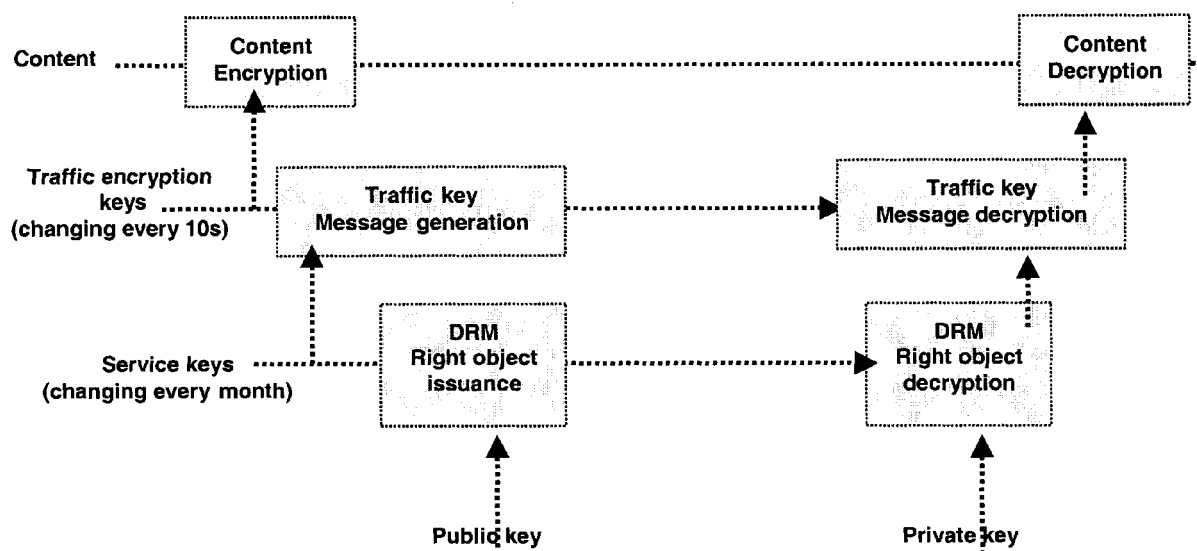 Content
Content
Encryption
Content
Decryption
Traffic encryption
keys
(changing every 10s)
Traffic key
Message generation
Traffic key
Message decryption
Service keys
(changing every month)
DRM
Right object
issuance
DRM
Right object
decryption
Public key
Private key